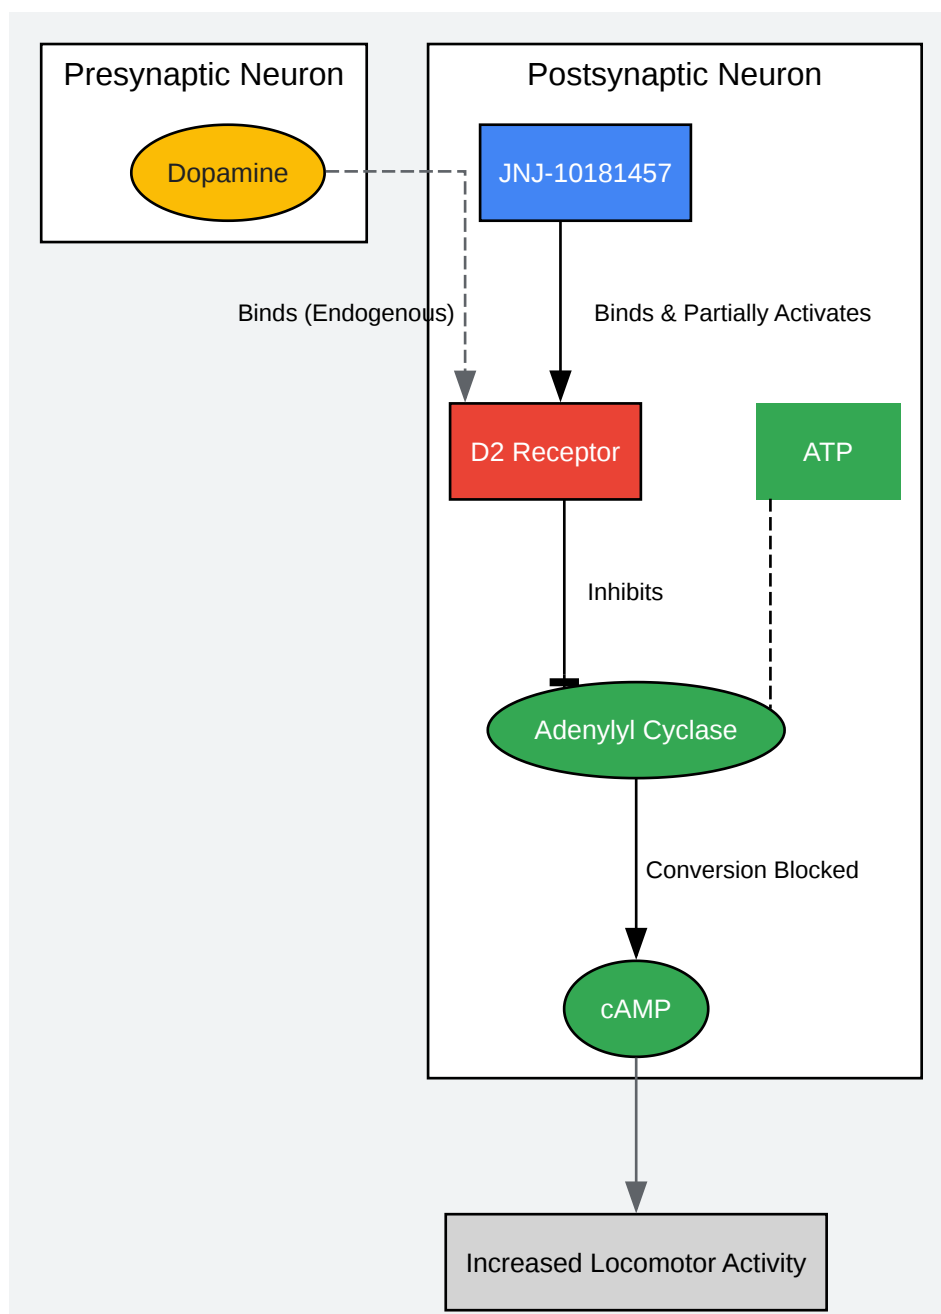 Presynaptic Neuron
Postsynaptic Neuron
Dopamine
JNJ-10181457
Binds (Endogenous)
Binds & Partially Activates
D2 Receptor
ATP
Inhibits
Adenylyl Cyclase
Conversion Blocked
cAMP
Increased Locomotor Activity